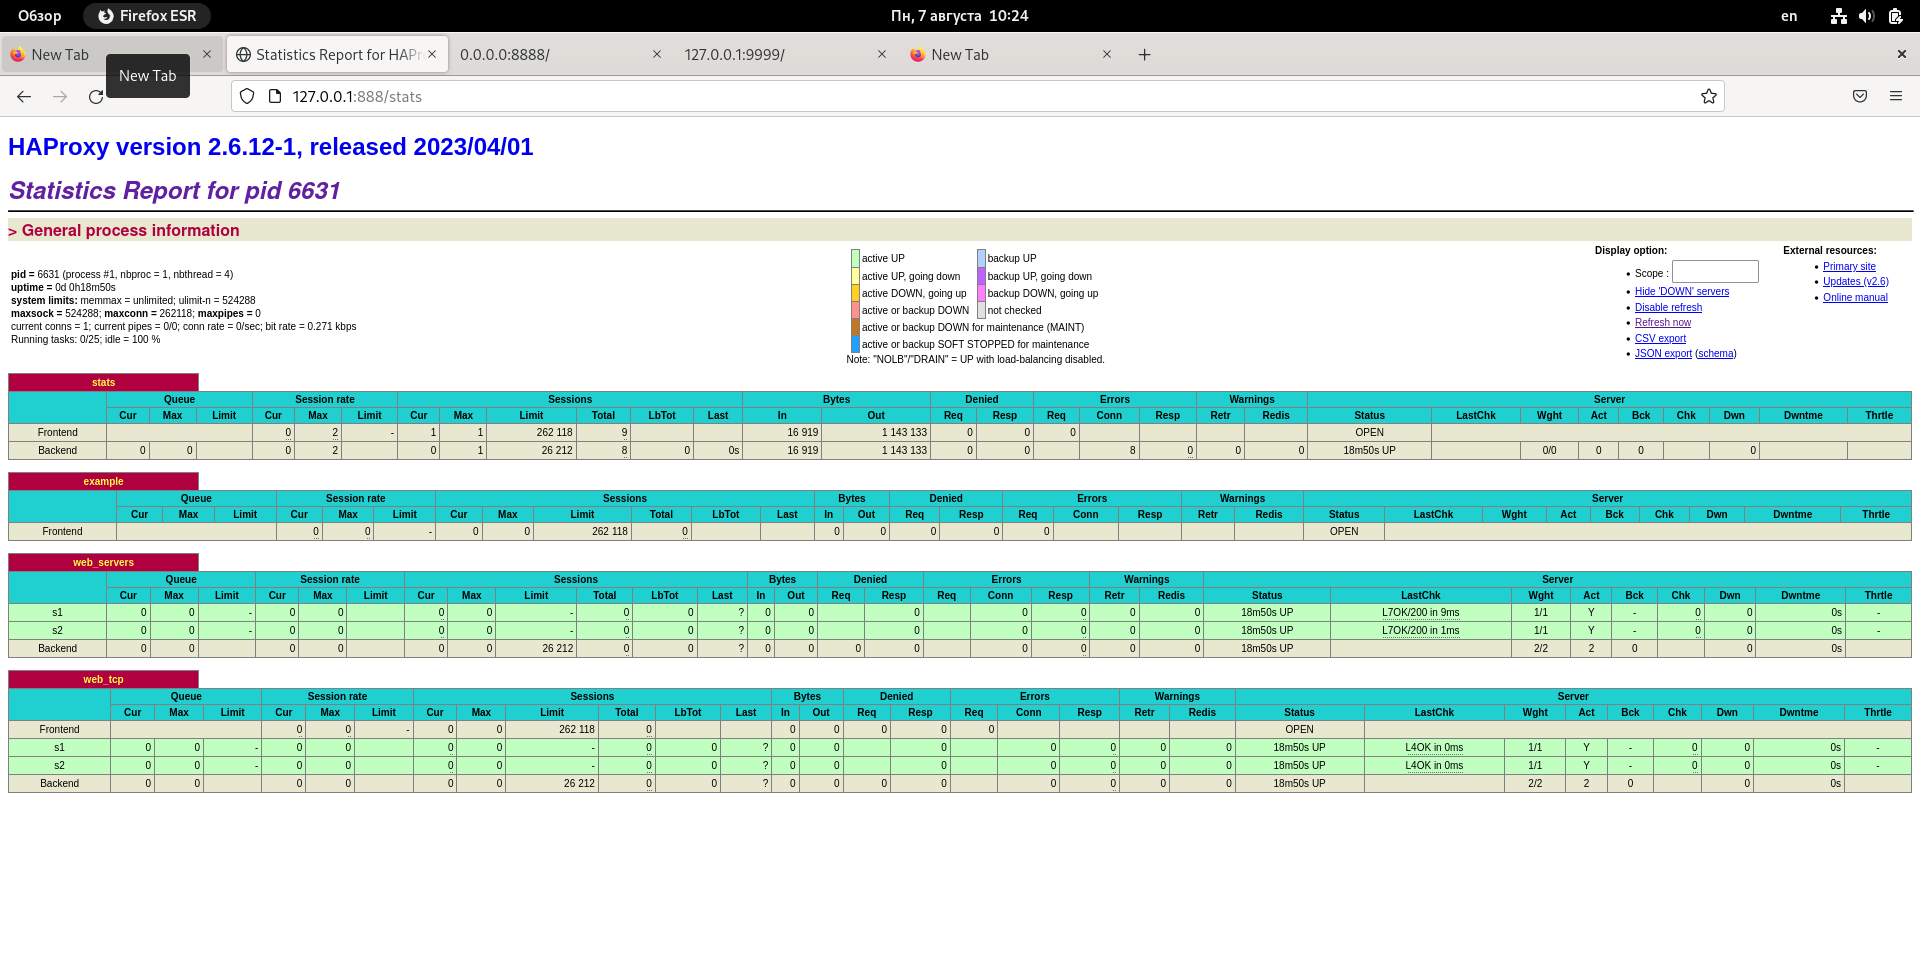 Обзор Firefox ESR Пн, 7 августа 10:24 en
New Tab Statistics Report for HAPr 0.0.0.0:8888/ 127.0.0.1:9999/ New Tab
New Tab
127.0.0.1:888/stats
HAProxy version 2.6.12-1, released 2023/04/01
Statistics Report for pid 6631
> General process information
pid = 6631 (process #1, nbproc = 1, nbthread = 4)
uptime = 0d 0h18m50s
system limits: memmax = unlimited; ulimit-n = 524288
maxsock = 524288; maxconn = 262118; maxpipes = 0
current conns = 1; current pipes = 0/0; conn rate = 0/sec; bit rate = 0.271 kbps
Running tasks: 0/25; idle = 100 %
active UP backup UP
active UP, going down backup UP, going down
active DOWN, going up backup DOWN, going up
active or backup DOWN not checked
active or backup DOWN for maintenance (MAINT)
active or backup SOFT STOPPED for maintenance
Note: "NOLB"/"DRAIN" = UP with load-balancing disabled.
Display option:
Scope :
Hide 'DOWN' servers
Disable refresh
Refresh now
CSV export
JSON export (schema)
External resources:
Primary site
Updates (v2.6)
Online manual
stats
Queue Session rate Sessions Bytes Denied Errors Warnings Server
Cur Max Limit Cur Max Limit Cur Max Limit Total LbTot Last In Out Req Resp Req Conn Resp Retr Redis Status LastChk Wght Act Bck Chk Dwn Dwntme Thrtle
Frontend 0 2 - 1 1 262 118 9 16 919 1 143 133 0 0 0 OPEN
Backend 0 0 0 2 0 1 26 212 8 0 0s 16 919 1 143 133 0 0 8 0 0 0 18m50s UP 0/0 0 0 0
example
Queue Session rate Sessions Bytes Denied Errors Warnings Server
Cur Max Limit Cur Max Limit Cur Max Limit Total LbTot Last In Out Req Resp Req Conn Resp Retr Redis Status LastChk Wght Act Bck Chk Dwn Dwntme Thrtle
Frontend 0 0 - 0 0 262 118 0 0 0 0 0 0 OPEN
web_servers
Queue Session rate Sessions Bytes Denied Errors Warnings Server
Cur Max Limit Cur Max Limit Cur Max Limit Total LbTot Last In Out Req Resp Req Conn Resp Retr Redis Status LastChk Wght Act Bck Chk Dwn Dwntme Thrtle
s1 0 0 - 0 0 0 0 - 0 0 ? 0 0 0 0 0 0 0 18m50s UP L7OK/200 in 9ms 1/1 Y - 0 0 0s -
s2 0 0 - 0 0 0 0 - 0 0 ? 0 0 0 0 0 0 0 18m50s UP L7OK/200 in 1ms 1/1 Y - 0 0 0s -
Backend 0 0 0 0 0 0 26 212 0 0 ? 0 0 0 0 0 0 0 0 18m50s UP 2/2 2 0 0 0s
web_tcp
Queue Session rate Sessions Bytes Denied Errors Warnings Server
Cur Max Limit Cur Max Limit Cur Max Limit Total LbTot Last In Out Req Resp Req Conn Resp Retr Redis Status LastChk Wght Act Bck Chk Dwn Dwntme Thrtle
Frontend 0 0 - 0 0 262 118 0 0 0 0 0 0 OPEN
s1 0 0 - 0 0 0 0 - 0 0 ? 0 0 0 0 0 0 0 18m50s UP L4OK in 0ms 1/1 Y - 0 0 0s -
s2 0 0 - 0 0 0 0 - 0 0 ? 0 0 0 0 0 0 0 18m50s UP L4OK in 0ms 1/1 Y - 0 0 0s -
Backend 0 0 0 0 0 0 26 212 0 0 ? 0 0 0 0 0 0 0 0 18m50s UP 2/2 2 0 0 0s